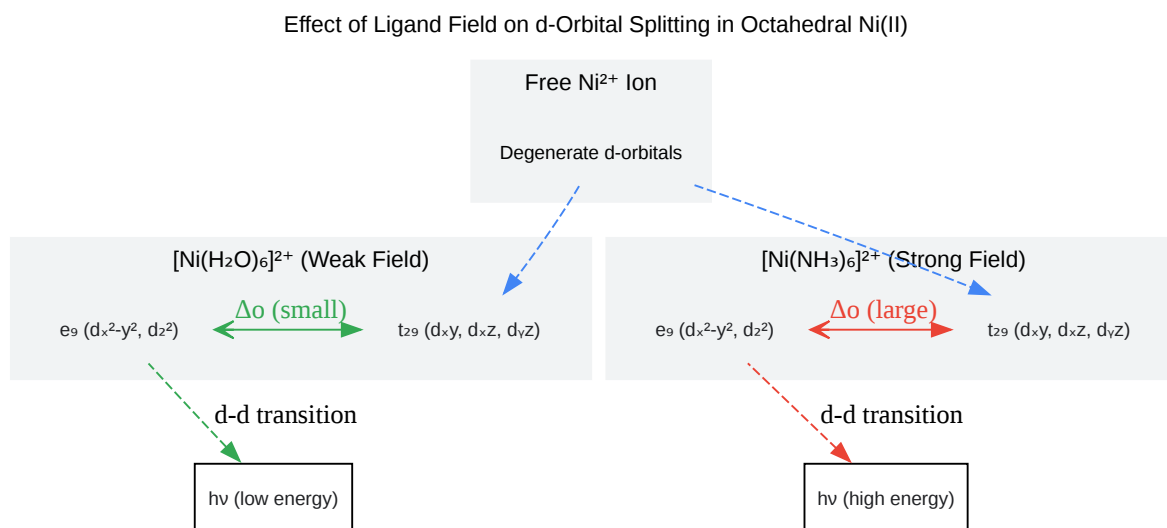 Effect of Ligand Field on d-Orbital Splitting in Octahedral Ni(II)
Free Ni²⁺ Ion
Degenerate d-orbitals
[Ni(H₂O)₆]²⁺ (Weak Field)
Δo (small)
e₉ (dₓ²-y², d₂²)
t₂₉ (dₓy, dₓz, dᵧz)
d-d transition
hν (low energy)
[Ni(NH₃)₆]²⁺ (Strong Field)
Δo (large)
e₉ (dₓ²-y², d₂²)
t₂₉ (dₓy, dₓz, dᵧz)
d-d transition
hν (high energy)